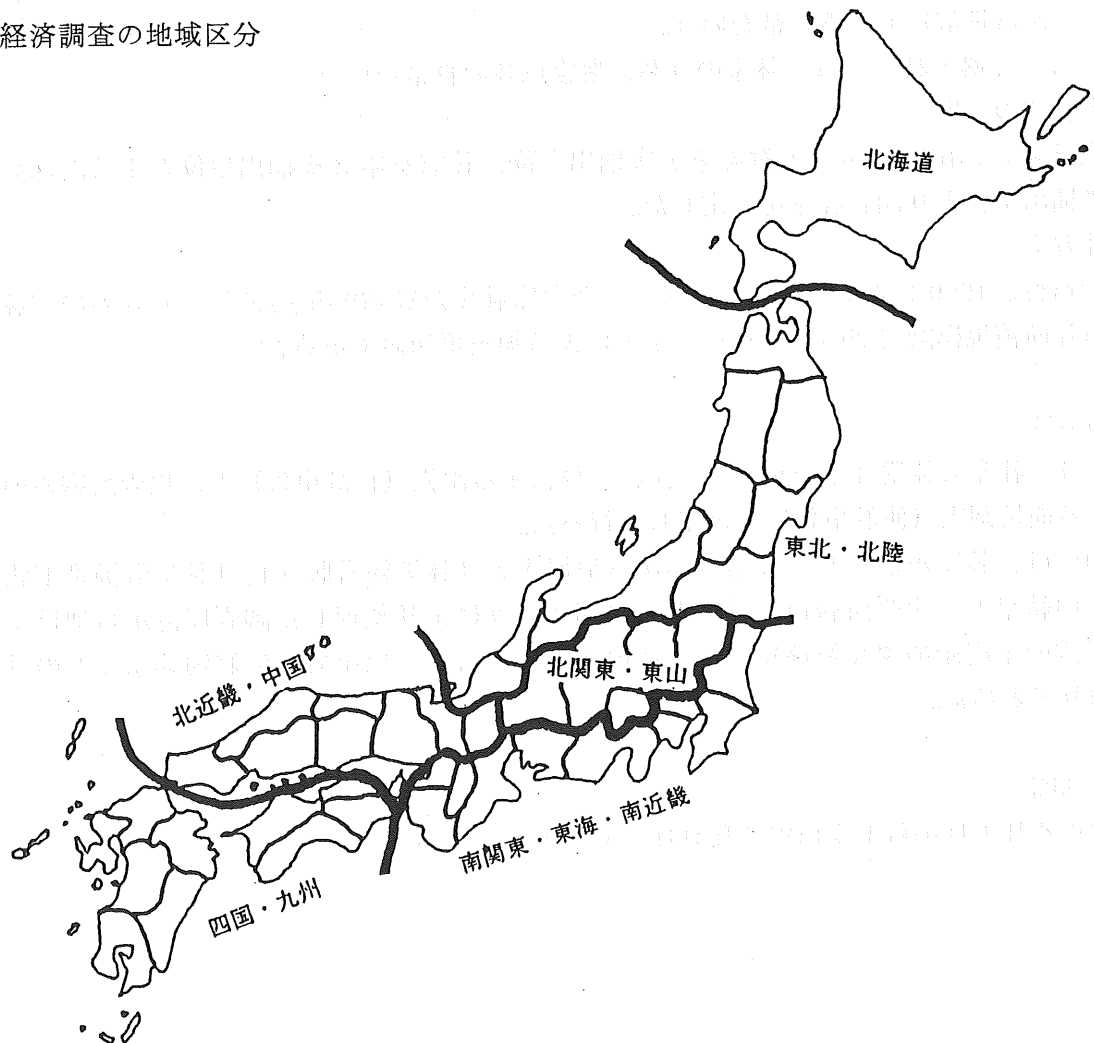 経済調査の地域区分
北海道
東北・北陸
北関東・東山
北近畿・中国
南関東・東海・南近畿
四国・九州